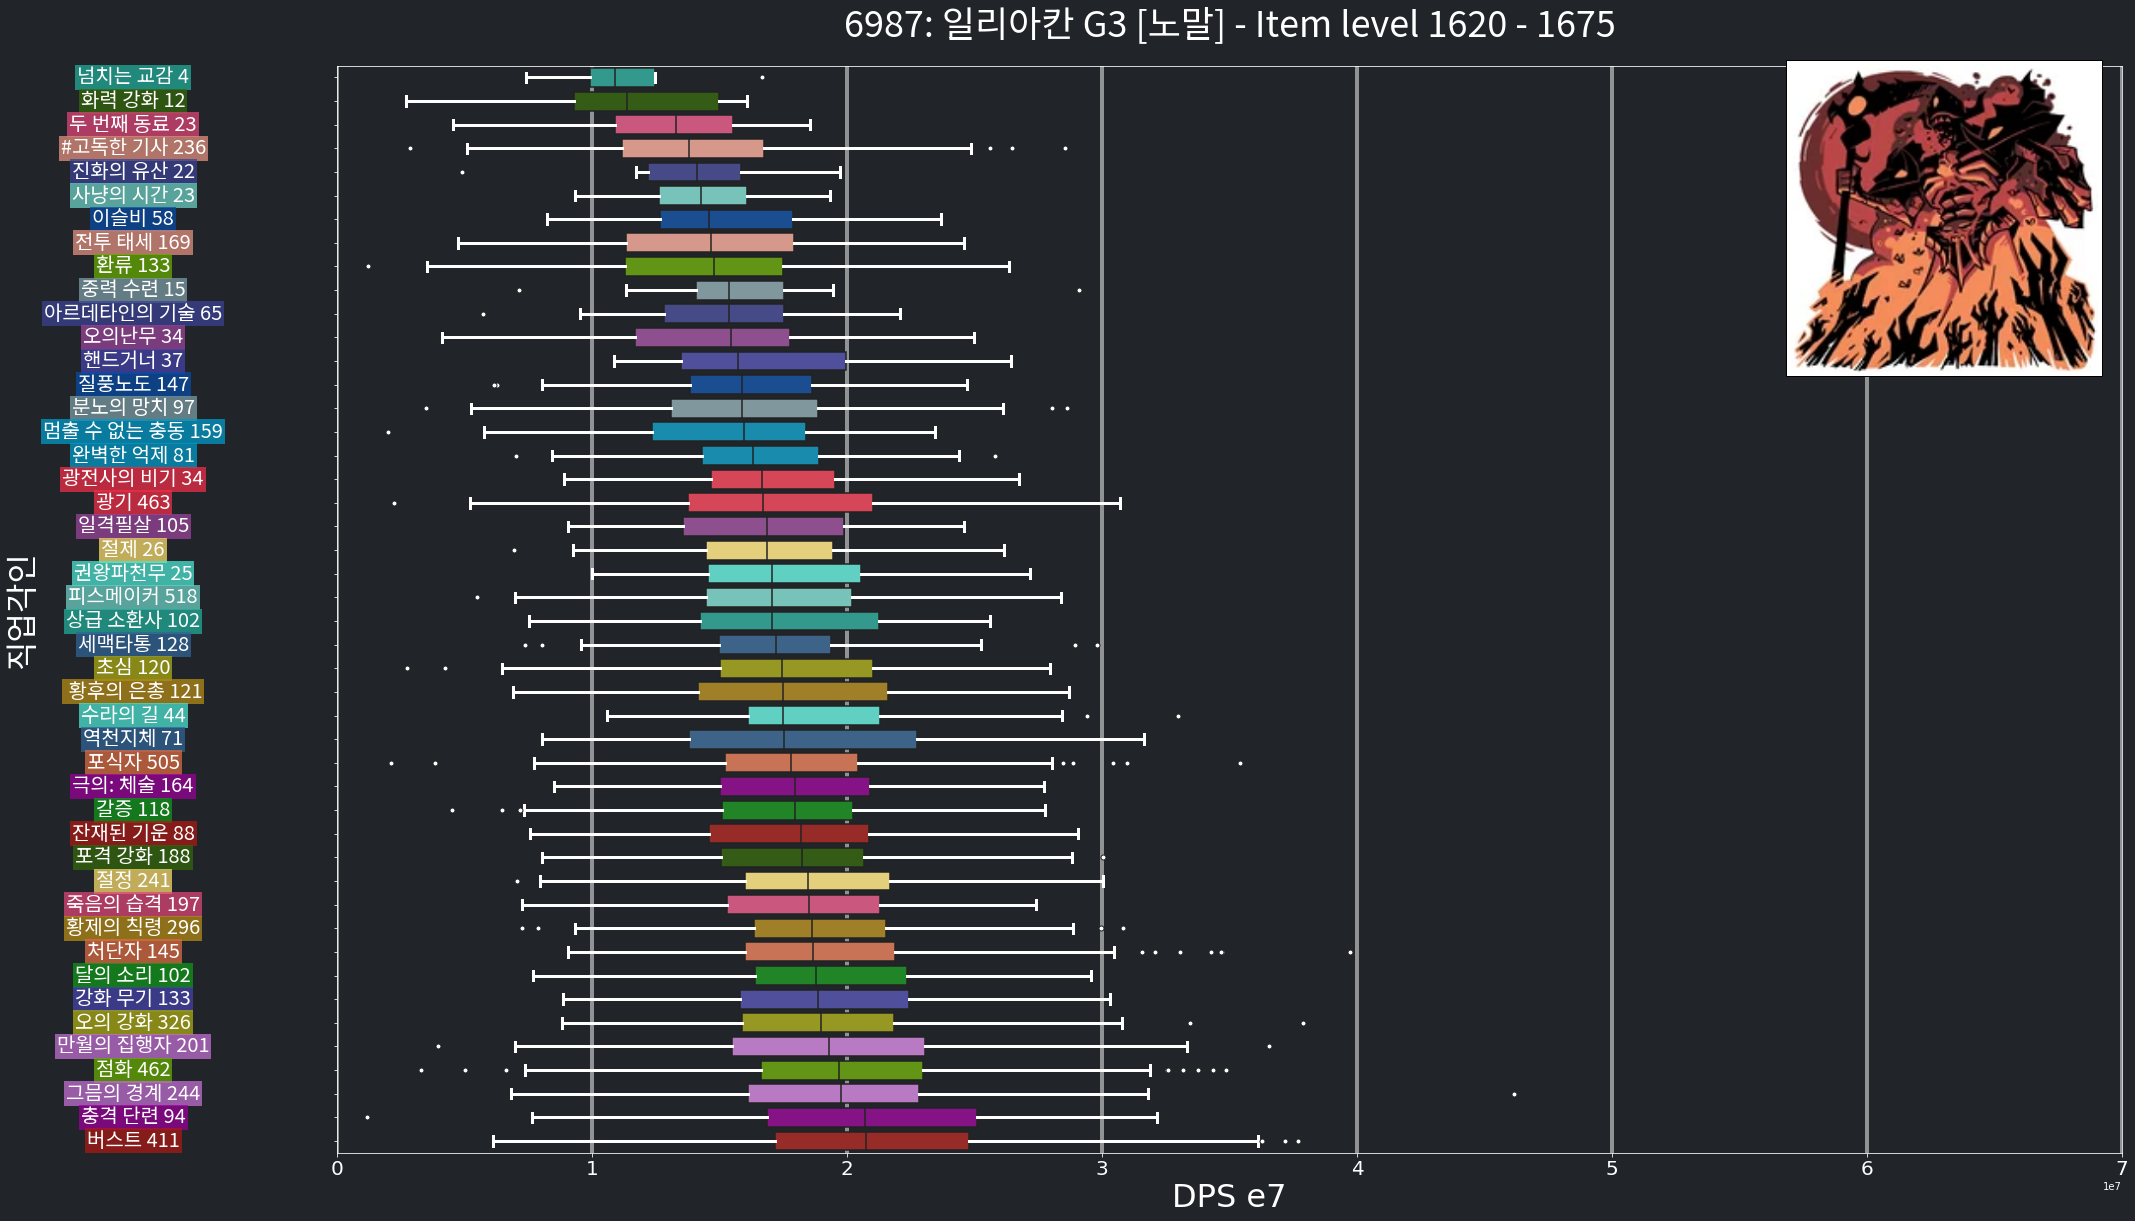 6987: 일리아칸 G3 [노말] - Item level 1620 - 1675
넘치는 교감 4
화력 강화 12
두 번째 동료 23
#고독한 기사 236
진화의 유산 22
사냥의 시간 23
이슬비 58
전투 태세 169
환류 133
중력 수련 15
아르데타인의 기술 65
오의난무 34
핸드거너 37
질풍노도 147
분노의 망치 97
멈출 수 없는 충동 159
완벽한 억제 81
광전사의 비기 34
광기 463
일격필살 105
절제 26
권왕파천무 25
피스메이커 518
상급 소환사 102
세맥타통 128
초심 120
황후의 은총 121
수라의 길 44
역천지체 71
포식자 505
극의: 체술 164
갈증 118
잔재된 기운 88
포격 강화 188
절정 241
죽음의 습격 197
황제의 칙령 296
처단자 145
달의 소리 102
강화 무기 133
오의 강화 326
만월의 집행자 201
점화 462
그믐의 경계 244
충격 단련 94
버스트 411
직업각인
0 1 2 3 4 5 6 7
1e7
DPS e7